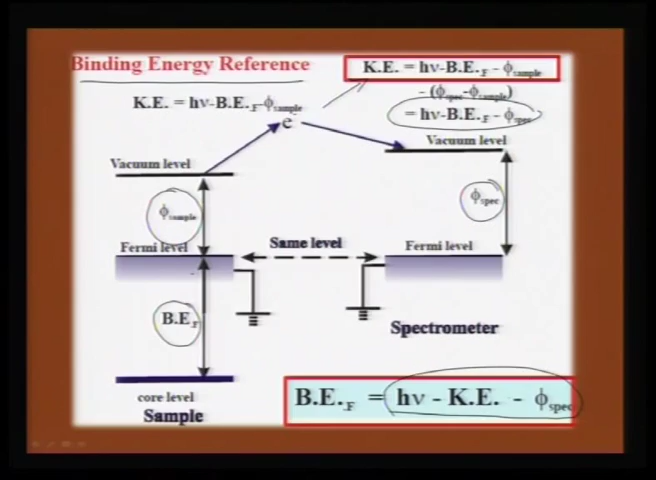 Binding Energy Reference
K.E. = hν-B.E.F-ϕsample
e-
K.E. = hν-B.E.F - ϕsample
- (ϕspec-ϕsample)
= hν-B.E.F - ϕspec
Vacuum level
Vacuum level
ϕsample
ϕspec
Fermi level
Same level
Fermi level
B.E.F
Spectrometer
core level
Sample
B.E.F = hν - K.E. - ϕspec